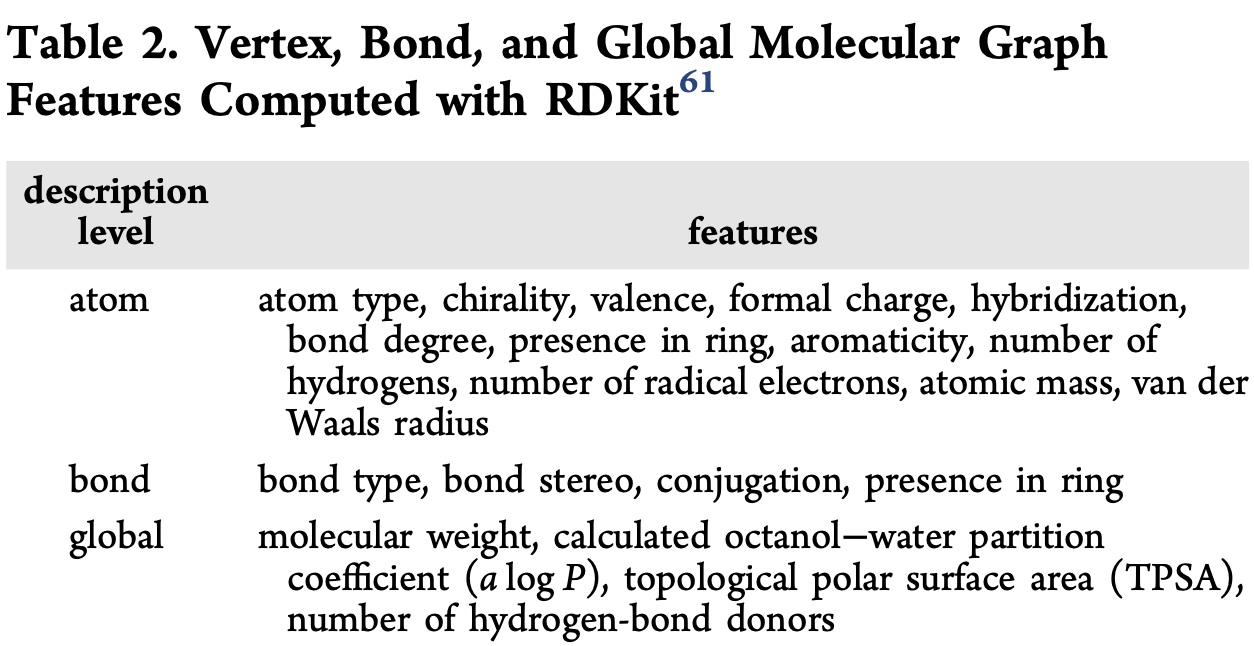 Table 2. Vertex, Bond, and Global Molecular Graph
Features Computed with RDKit61
description
level
features
atom
atom type, chirality, valence, formal charge, hybridization,
bond degree, presence in ring, aromaticity, number of
hydrogens, number of radical electrons, atomic mass, van der
Waals radius
bond
bond type, bond stereo, conjugation, presence in ring
global
molecular weight, calculated octanol−water partition
coefficient (a log P), topological polar surface area (TPSA),
number of hydrogen-bond donors